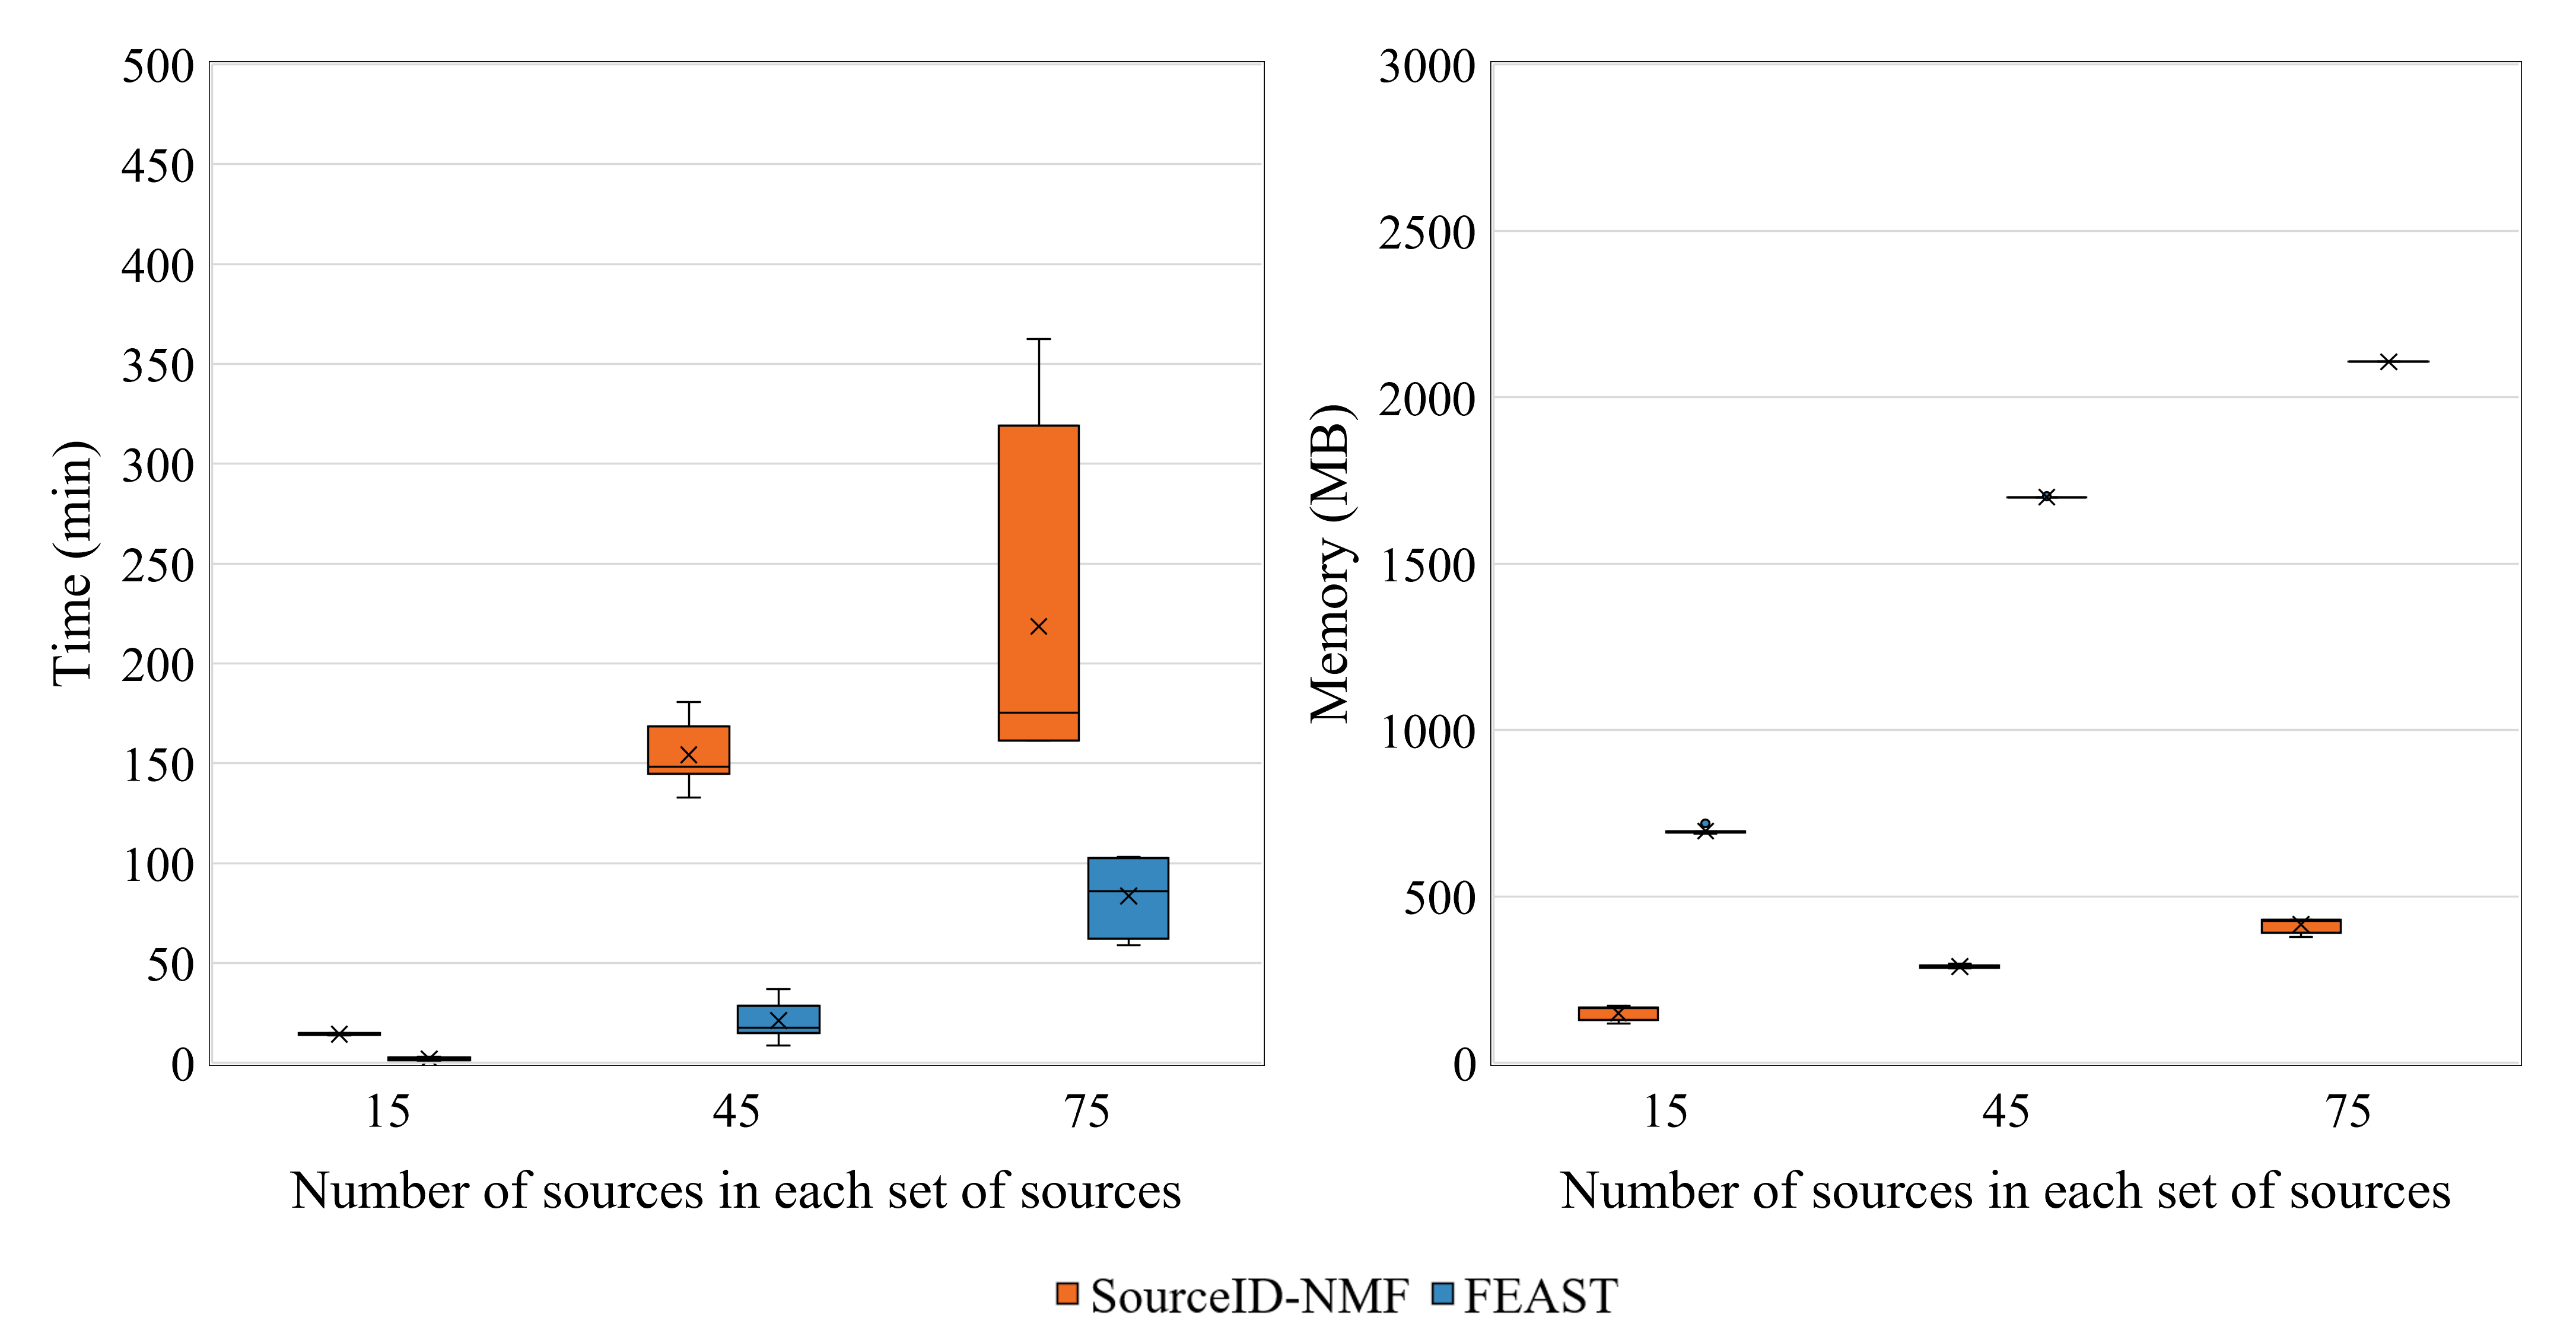 500
450
400
350
300
250
200
150
100
50
0
Time (min)
15 45 75
Number of sources in each set of sources
3000
2500
2000
1500
1000
500
0
Memory (MB)
15 45 75
Number of sources in each set of sources
SourceID-NMF FEAST